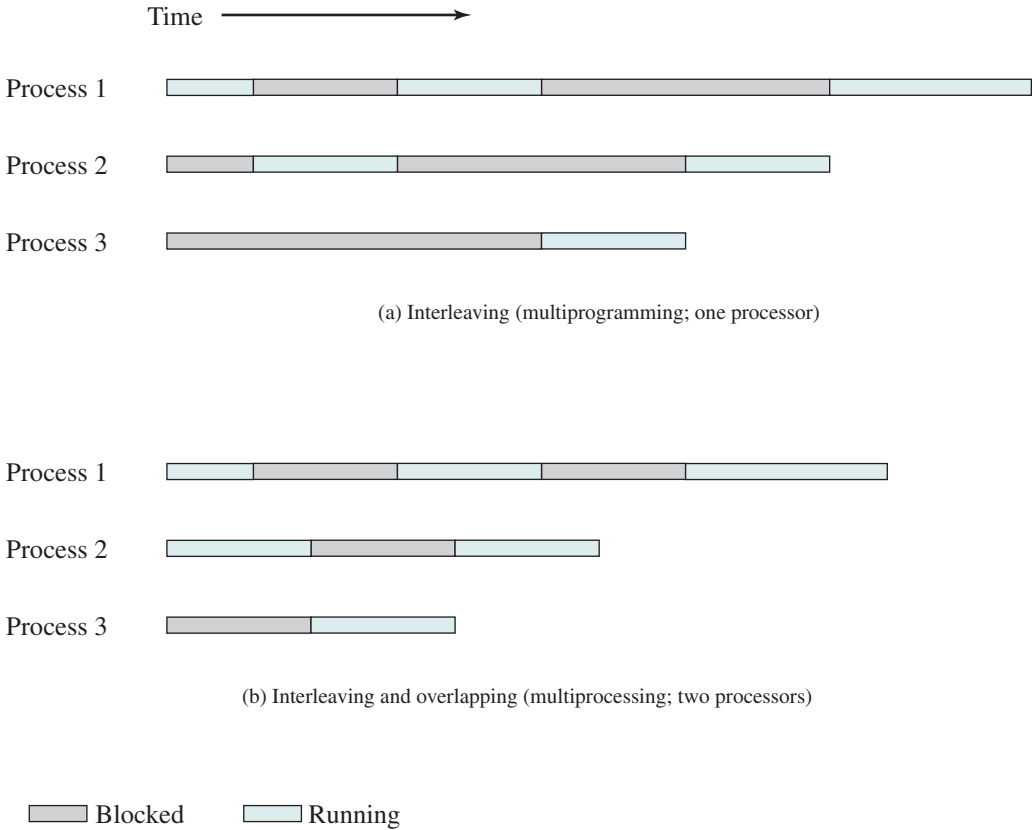 Time
Process 1
Process 2
Process 3
(a) Interleaving (multiprogramming; one processor)
Process 1
Process 2
Process 3
(b) Interleaving and overlapping (multiprocessing; two processors)
Blocked
Running